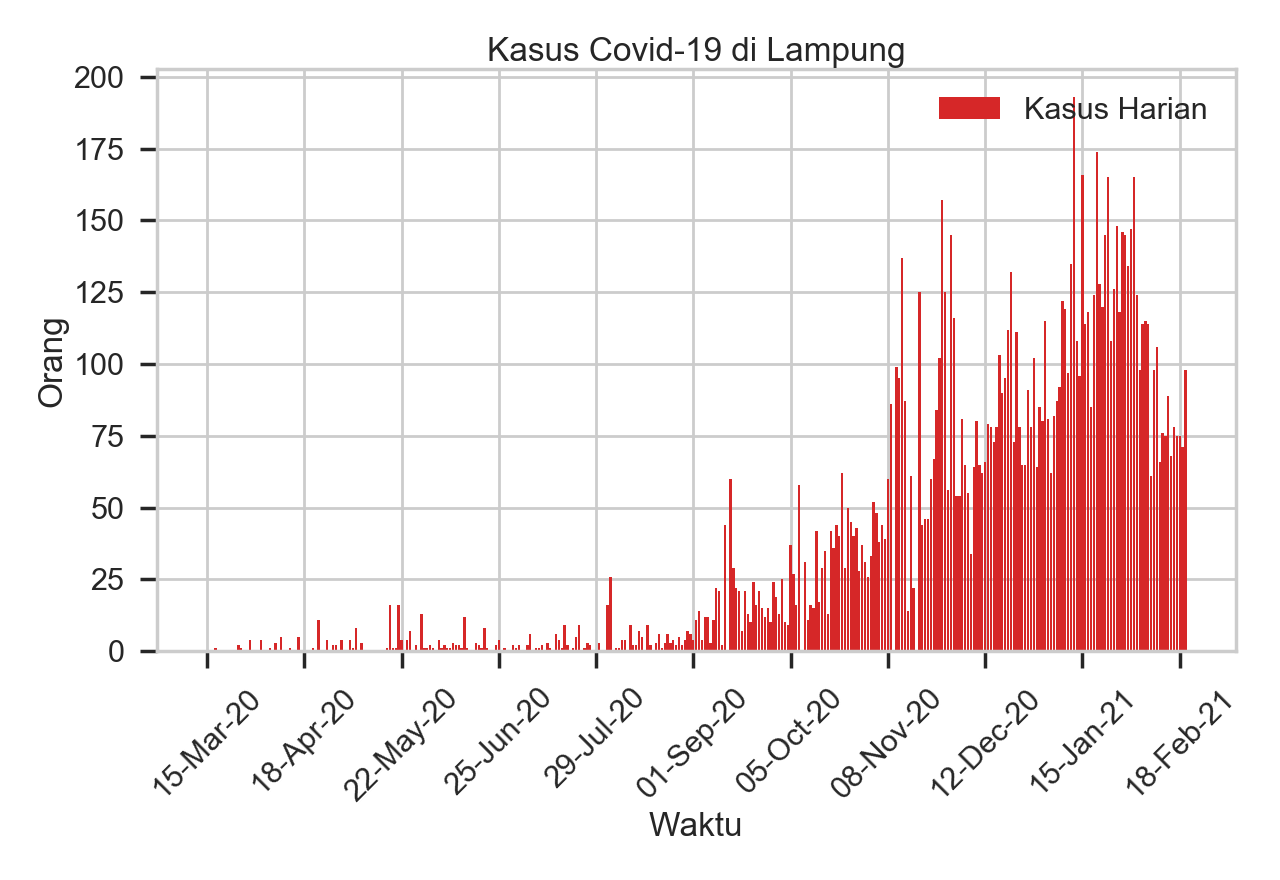 Kasus Covid-19 di Lampung
Kasus Harian
Orang
200
175
150
125
100
75
50
25
0
15-Mar-20
18-Apr-20
22-May-20
25-Jun-20
29-Jul-20
01-Sep-20
05-Oct-20
08-Nov-20
12-Dec-20
15-Jan-21
18-Feb-21
Waktu